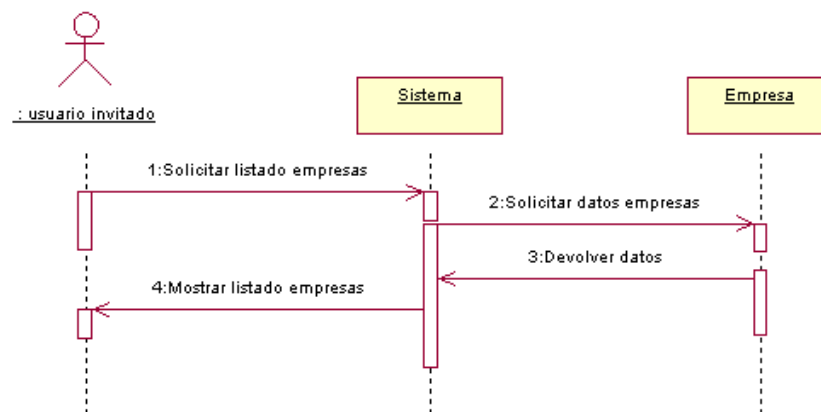 : usuario invitado
Sistema
Empresa
1:Solicitar listado empresas
2:Solicitar datos empresas
3:Devolver datos
4:Mostrar listado empresas